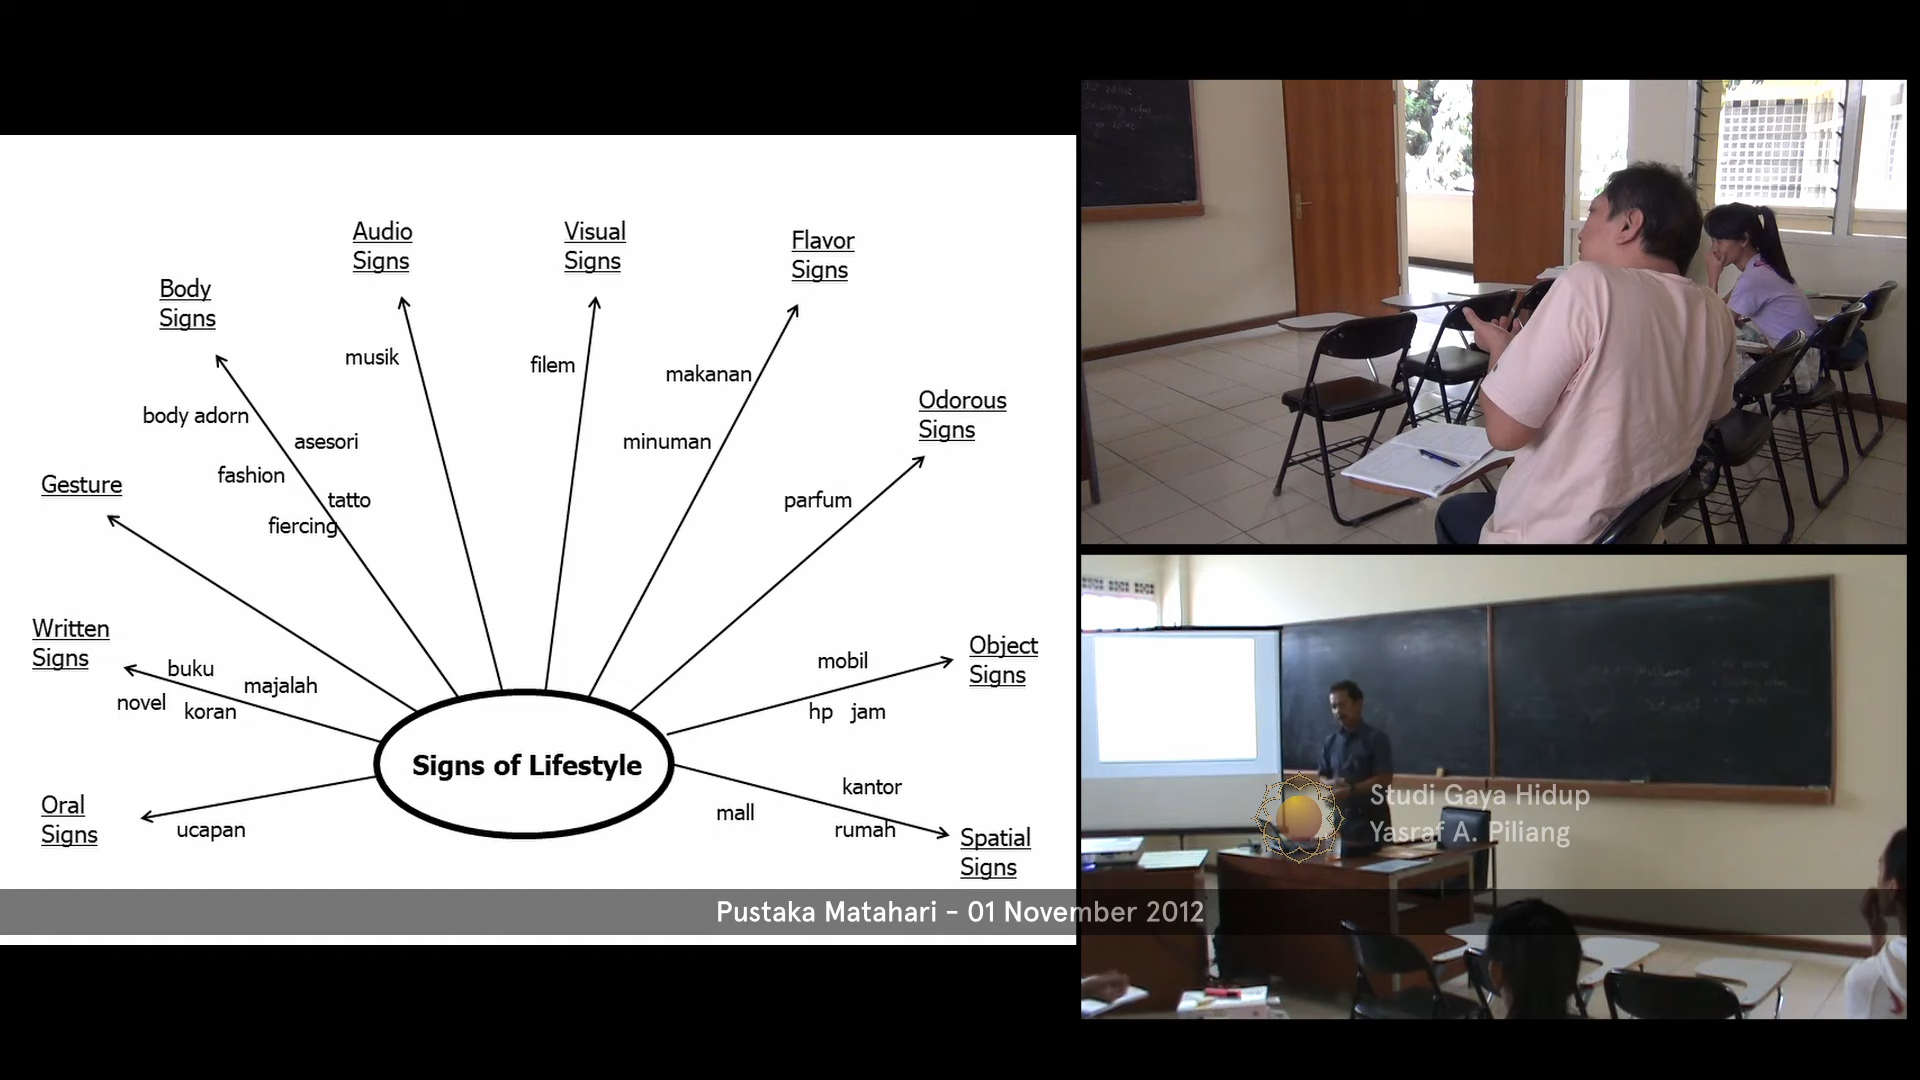 Audio
Signs
Visual
Signs
Flavor
Signs
Body
Signs
musik
filem
makanan
Odorous
Signs
body adorn
asesori
minuman
Gesture
fashion
tatto
parfum
fiercing
Written
Signs
buku
majalah
novel
koran
mobil
Object
Signs
hp jam
Signs of Lifestyle
Oral
Signs
ucapan
mall
kantor
rumah
Spatial
Signs
Studi Gaya Hidup
Yasraf A. Piliang
Pustaka Matahari - 01 November 2012